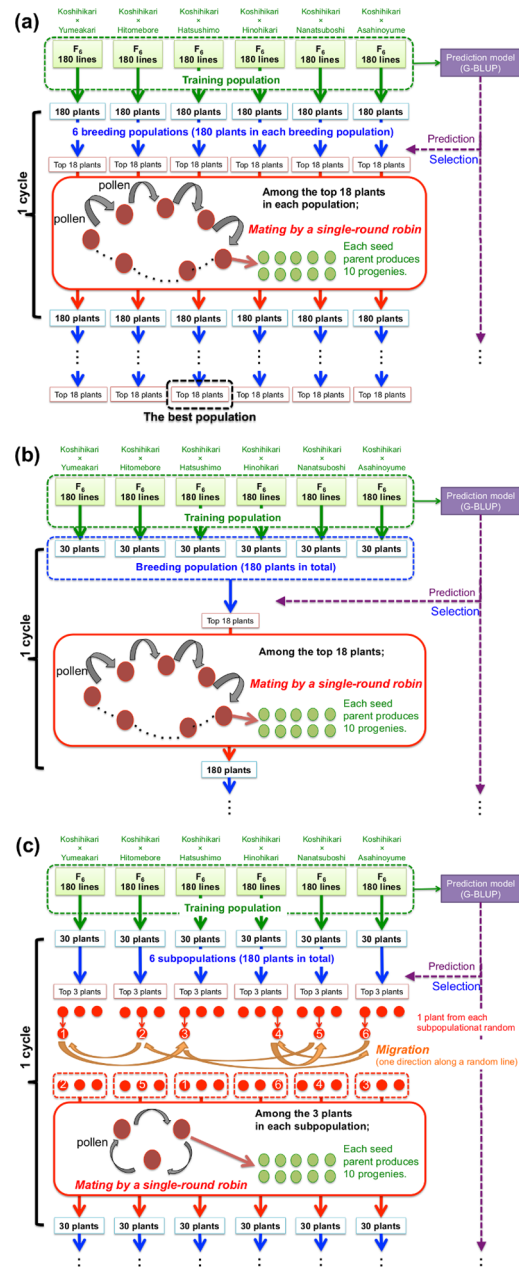 (a)
Koshihikari × Yumeakari
Koshihikari × Hitomebore
Koshihikari × Hatsushimo
Koshihikari × Hinohikari
Koshihikari × Nanatsuboshi
Koshihikari × Asahinoyume
F6 180 lines
F6 180 lines
F6 180 lines
F6 180 lines
F6 180 lines
F6 180 lines
Training population
Prediction model
(G-BLUP)
180 plants 180 plants 180 plants 180 plants 180 plants 180 plants
6 breeding populations (180 plants in each breeding population)
Prediction
Selection
Top 18 plants Top 18 plants Top 18 plants Top 18 plants Top 18 plants Top 18 plants
1 cycle
pollen
pollen
Among the top 18 plants
in each population;
Mating by a single-round robin
Each seed
parent produces
10 progenies.
180 plants 180 plants 180 plants 180 plants 180 plants 180 plants
Top 18 plants Top 18 plants Top 18 plants Top 18 plants Top 18 plants Top 18 plants
The best population
(b)
Koshihikari × Yumeakari
Koshihikari × Hitomebore
Koshihikari × Hatsushimo
Koshihikari × Hinohikari
Koshihikari × Nanatsuboshi
Koshihikari × Asahinoyume
F6 180 lines
F6 180 lines
F6 180 lines
F6 180 lines
F6 180 lines
F6 180 lines
Training population
Prediction model
(G-BLUP)
30 plants 30 plants 30 plants 30 plants 30 plants 30 plants
Breeding population (180 plants in total)
Prediction
Selection
Top 18 plants
1 cycle
pollen
Among the top 18 plants;
Mating by a single-round robin
Each seed
parent produces
10 progenies.
180 plants
(c)
Koshihikari × Yumeakari
Koshihikari × Hitomebore
Koshihikari × Hatsushimo
Koshihikari × Hinohikari
Koshihikari × Nanatsuboshi
Koshihikari × Asahinoyume
F6 180 lines
F6 180 lines
F6 180 lines
F6 180 lines
F6 180 lines
F6 180 lines
Training population
Prediction model
(G-BLUP)
30 plants 30 plants 30 plants 30 plants 30 plants 30 plants
6 subpopulations (180 plants in total)
Prediction
Selection
Top 3 plants Top 3 plants Top 3 plants Top 3 plants Top 3 plants Top 3 plants
1 plant from each
subpopulational random
1 2 3 4 5 6
Migration
(one direction along a random line)
2 5 1 6 4 3
1 cycle
pollen
Among the 3 plants
in each subpopulation;
Each seed
parent produces
10 progenies.
Mating by a single-round robin
30 plants 30 plants 30 plants 30 plants 30 plants 30 plants